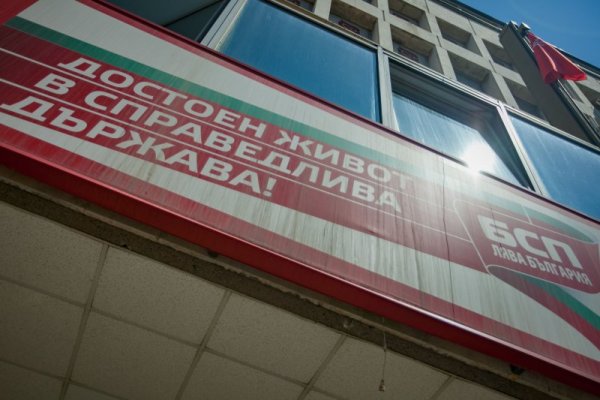 ДОСТОЕН ЖИВОТ
В СПРАВЕДЛИВА
ДЪРЖАВА!
БСП
ЛЯВА БЪЛГАРИЯ